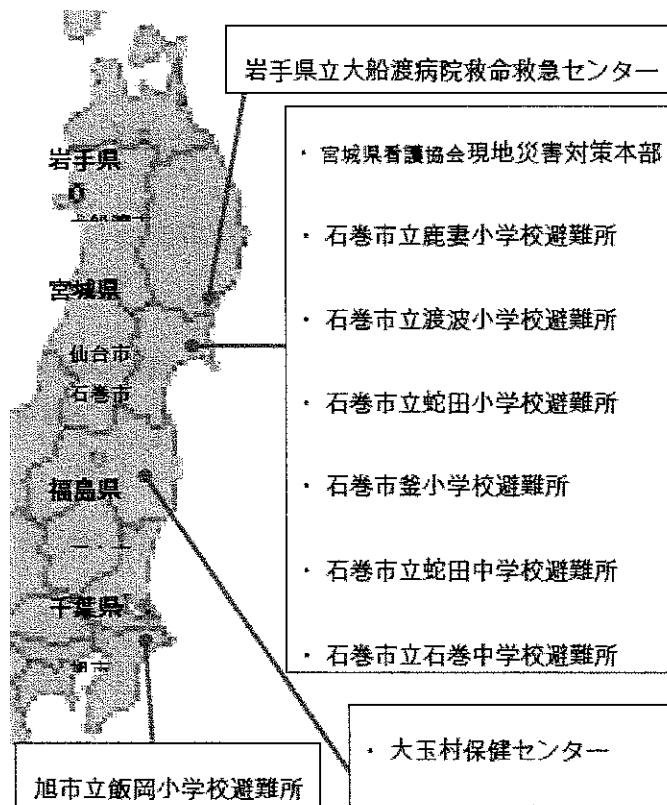 岩手県立大船渡病院救命救急センター
岩手県
・ 宮城県看護協会現地災害対策本部
・ 石巻市立鹿妻小学校避難所
宮城県
・ 石巻市立渡波小学校避難所
仙台市
石巻市
・ 石巻市立蛇田小学校避難所
福島県
・ 石巻市釜小学校避難所
・ 石巻市立蛇田中学校避難所
千葉県
・ 石巻市立石巻中学校避難所
・ 大玉村保健センター
旭市立飯岡小学校避難所